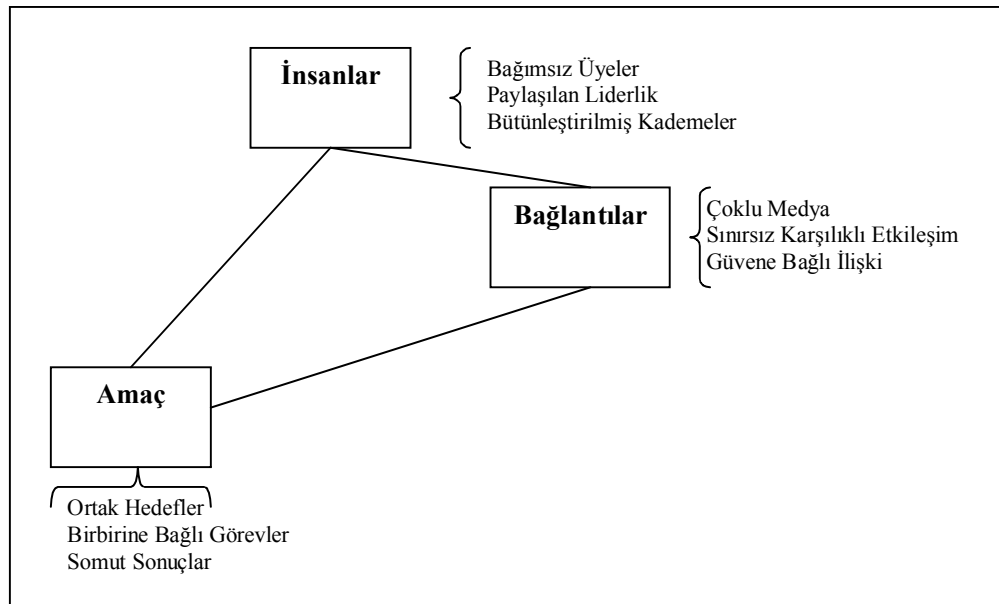 İnsanlar
Bağımsız Üyeler
Paylaşılan Liderlik
Bütünleştirilmiş Kademeler
Bağlantılar
Çoklu Medya
Sınırsız Karşılıklı Etkileşim
Güvene Bağlı İlişki
Amaç
Ortak Hedefler
Birbirine Bağlı Görevler
Somut Sonuçlar